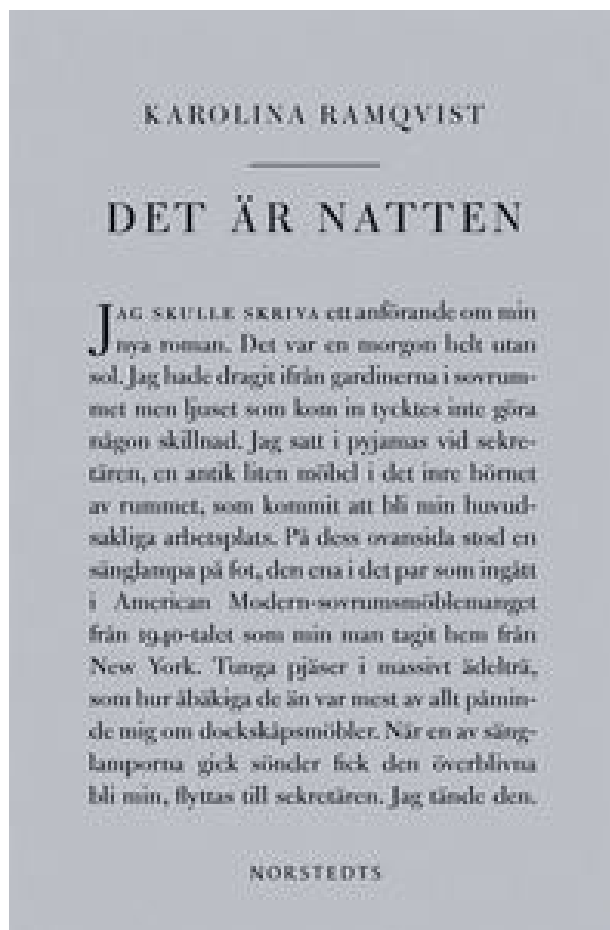 KAROLINA RAMQVIST
DET ÄR NATTEN
JAG SKULLE SKRIVA ett anförande om min
nya roman. Det var en morgon helt utan
sol. Jag hade dragit ifrån gardinerna i sovrum-
met men ljuset som kom in tycktes inte göra
någon skillnad. Jag satt i pyjamas vid sekre-
tären, en antik liten möbel i det inre hörnet
av rummet, som kommit att bli min huvud-
sakliga arbetsplats. På dess ovansida stod en
sänglampa på fot, den ena i det par som ingått
i American Modern-sovrumsmöblemanget
från 1940-talet som min man tagit hem från
New York. Tunga pjäser i massivt ädelträ,
som hur åbäkiga de än var mest av allt påmin-
de mig om dockskåpsmöbler. När en av säng-
lamporna gick sönder fick den överblivna
bli min, flyttas till sekretären. Jag tände den.
NORSTEDTS